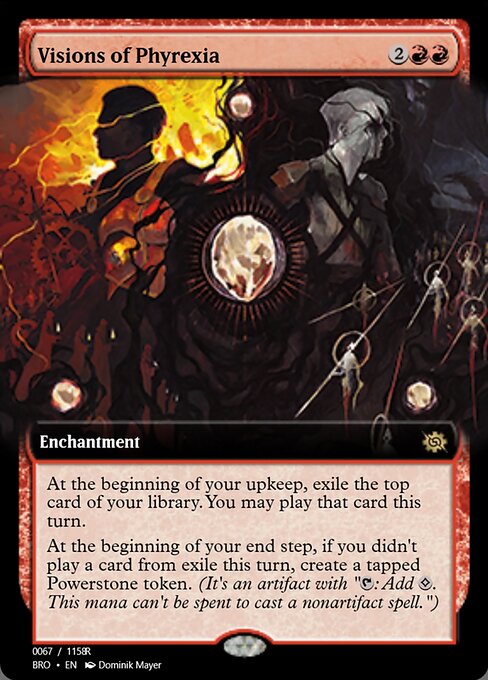 Visions of Phyrexia 2
Enchantment
At the beginning of your upkeep, exile the top
card of your library. You may play that card this
turn.
At the beginning of your end step, if you didn't
play a card from exile this turn, create a tapped
Powerstone token. (It's an artifact with ": Add .
This mana can't be spent to cast a nonartifact spell.")
0067 / 1158R
BRO • EN Dominik Mayer